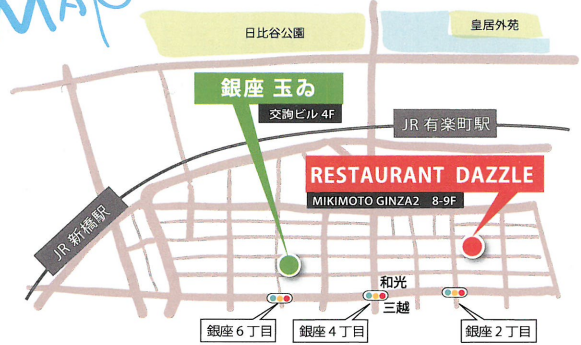 MAP
日比谷公園
皇居外苑
銀座 玉ゐ
交詢ビル 4F
JR 有楽町駅
RESTAURANT DAZZLE
MIKIMOTO GINZA2 8-9F
JR 新橋駅
和光
三越
銀座6丁目
銀座4丁目
銀座2丁目